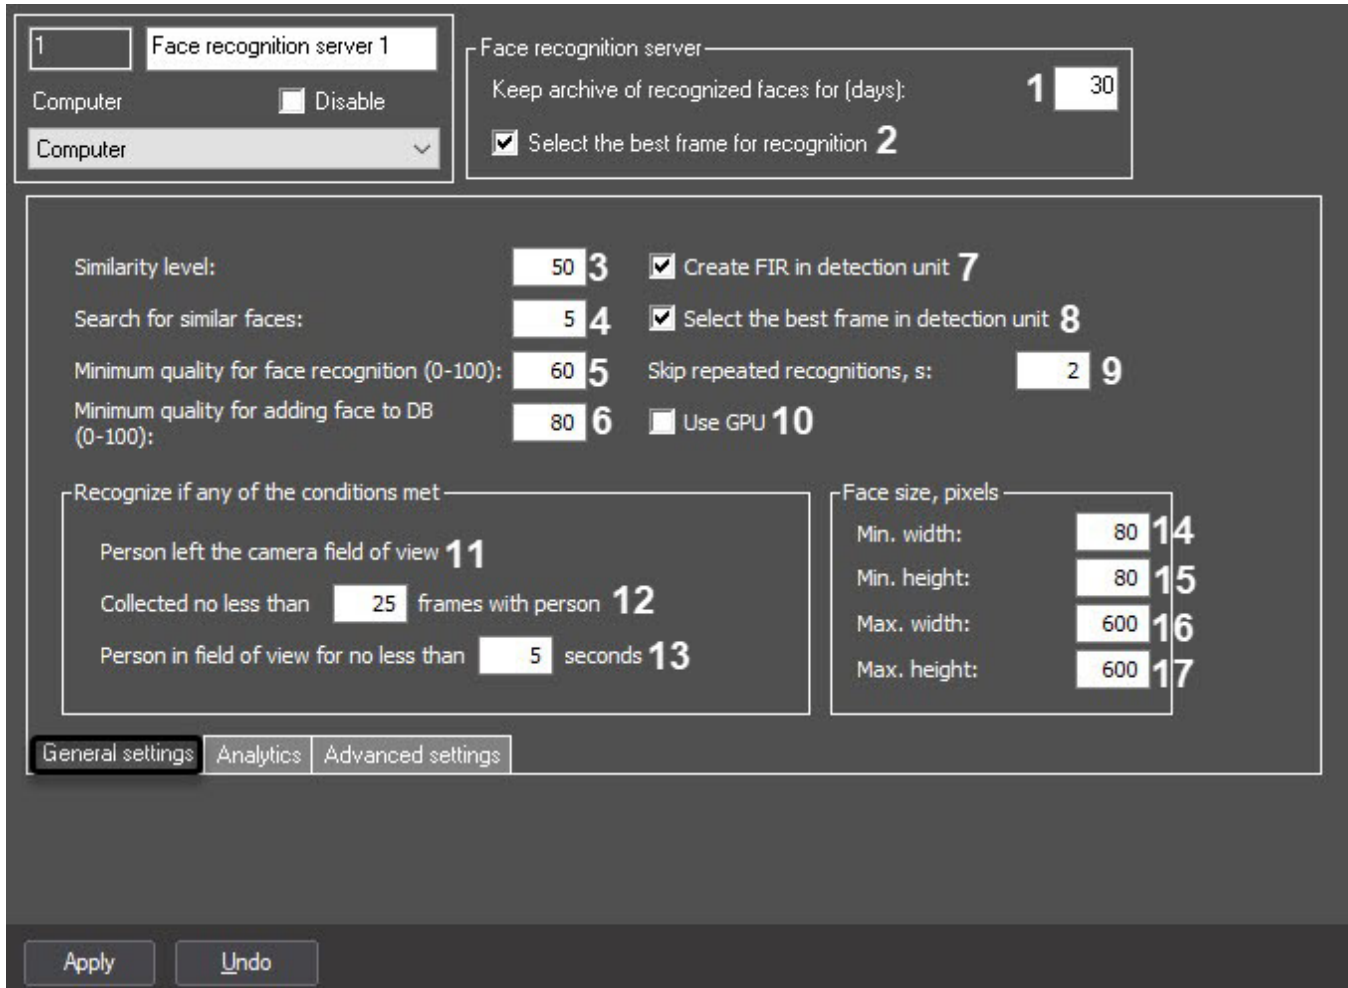 1
Face recognition server 1
Computer
Disable
Computer
Face recognition server
Keep archive of recognized faces for (days): 1 30
Select the best frame for recognition 2
Similarity level: 50 3
Create FIR in detection unit 7
Search for similar faces: 5 4
Select the best frame in detection unit 8
Minimum quality for face recognition (0-100): 60 5
Skip repeated recognitions, s: 2 9
Minimum quality for adding face to DB
(0-100): 80 6
Use GPU 10
Recognize if any of the conditions met
Person left the camera field of view 11
Collected no less than 25 frames with person 12
Person in field of view for no less than 5 seconds 13
Face size, pixels
Min. width: 80 14
Min. height: 80 15
Max. width: 600 16
Max. height: 600 17
General settings
Analytics
Advanced settings
Apply
Undo